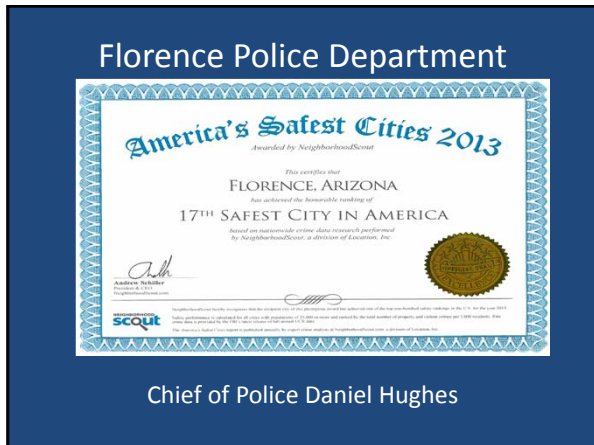 Florence Police Department
America's Safest Cities 2013
Awarded by NeighborhoodScout
This certifies that
FLORENCE, ARIZONA
has achieved the honorable ranking of
17TH SAFEST CITY IN AMERICA
based on nationwide crime data research performed
by NeighborhoodScout, a division of Location, Inc.
Andrew Schiller
President & CEO
NeighborhoodScout.com
NEIGHBORHOOD
scout
Chief of Police Daniel Hughes